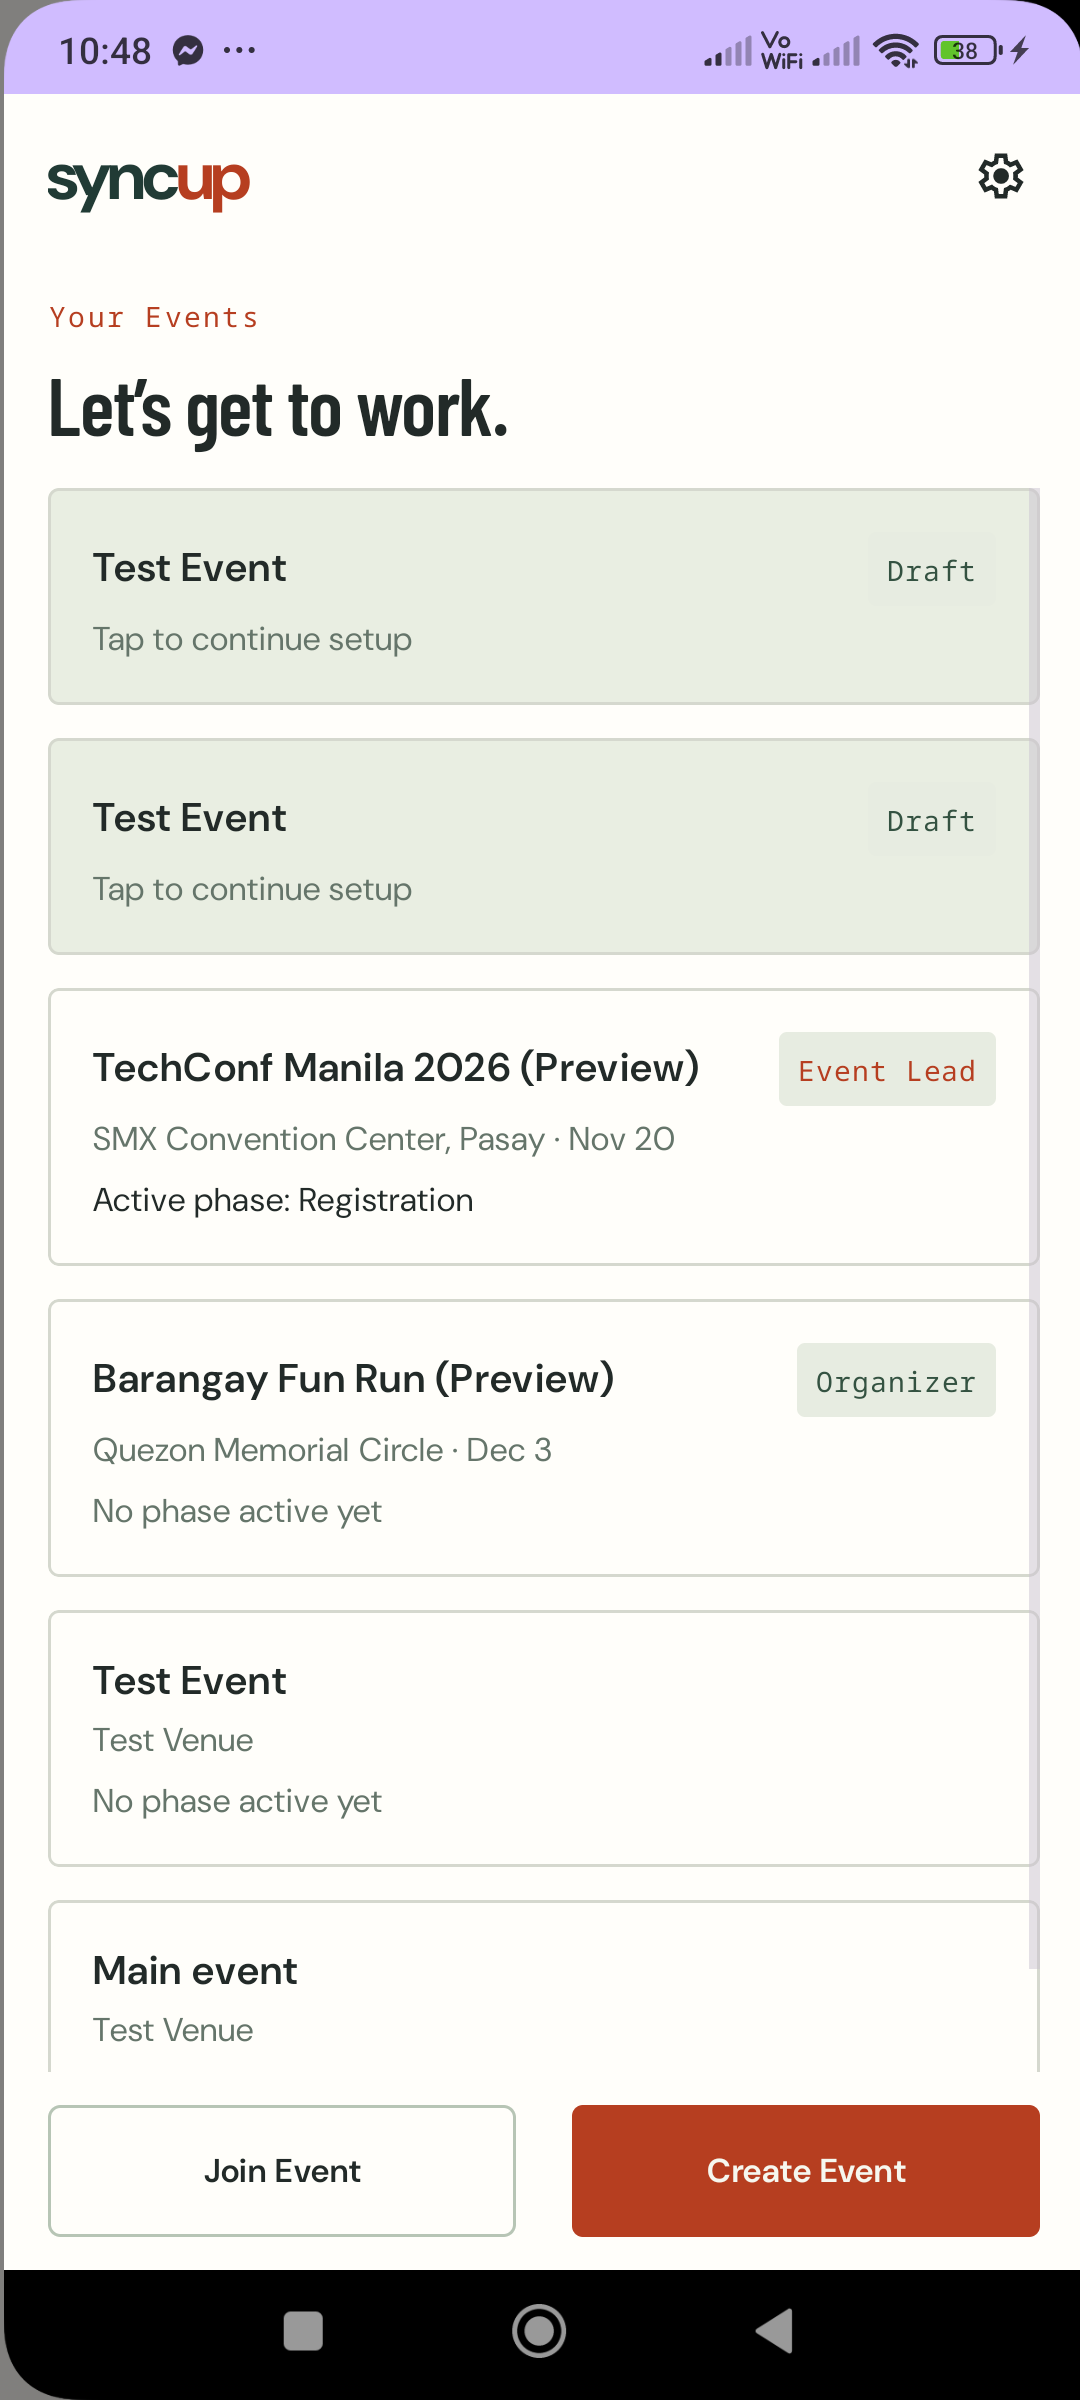 10:48
Vo
WiFi
38
syncup
Your Events
Let's get to work.
Test Event
Draft
Tap to continue setup
Test Event
Draft
Tap to continue setup
TechConf Manila 2026 (Preview)
Event Lead
SMX Convention Center, Pasay · Nov 20
Active phase: Registration
Barangay Fun Run (Preview)
Organizer
Quezon Memorial Circle · Dec 3
No phase active yet
Test Event
Test Venue
No phase active yet
Main event
Test Venue
Join Event
Create Event